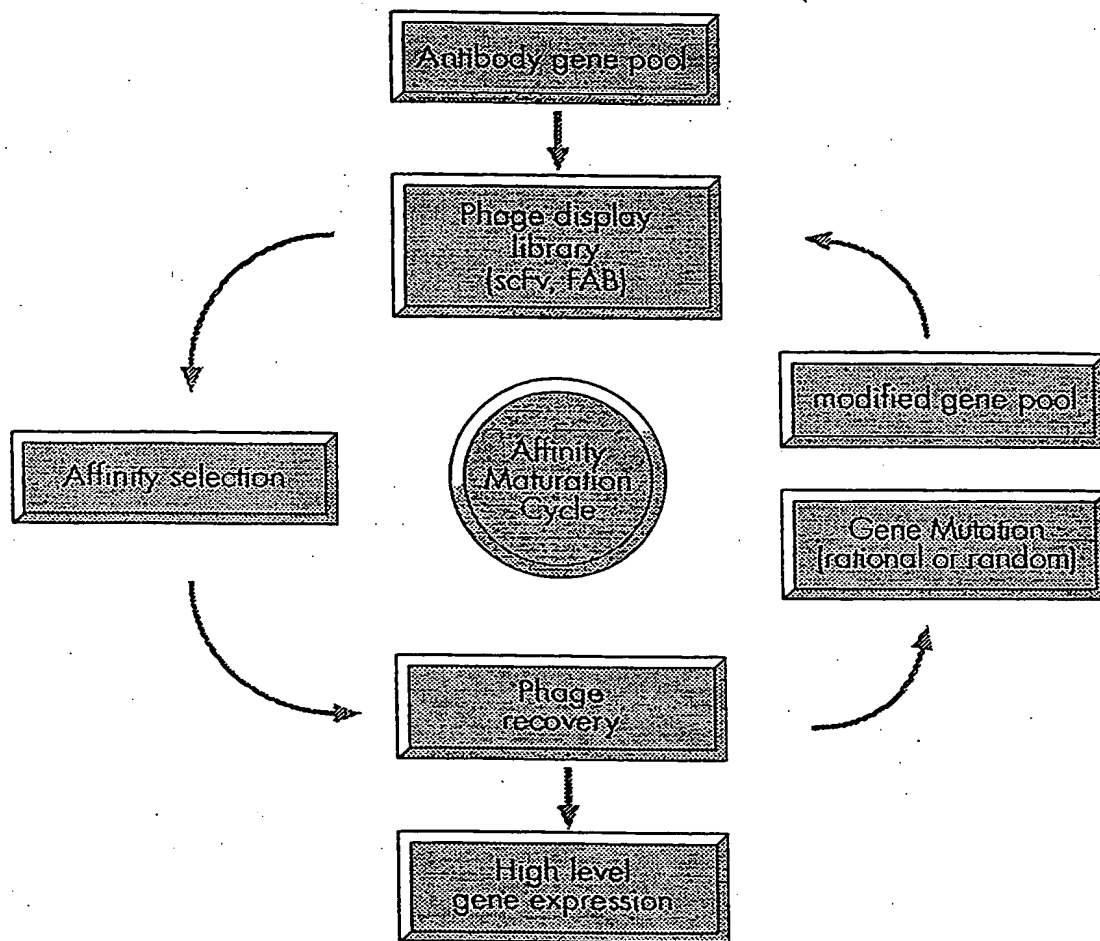 Antibody gene pool
Phage display
library
(scFv, FAB)
modified gene pool
Affinity selection
Affinity
Maturation
Cycle
Gene Mutation
(rational or random)
Phage
recovery
High level
gene expression